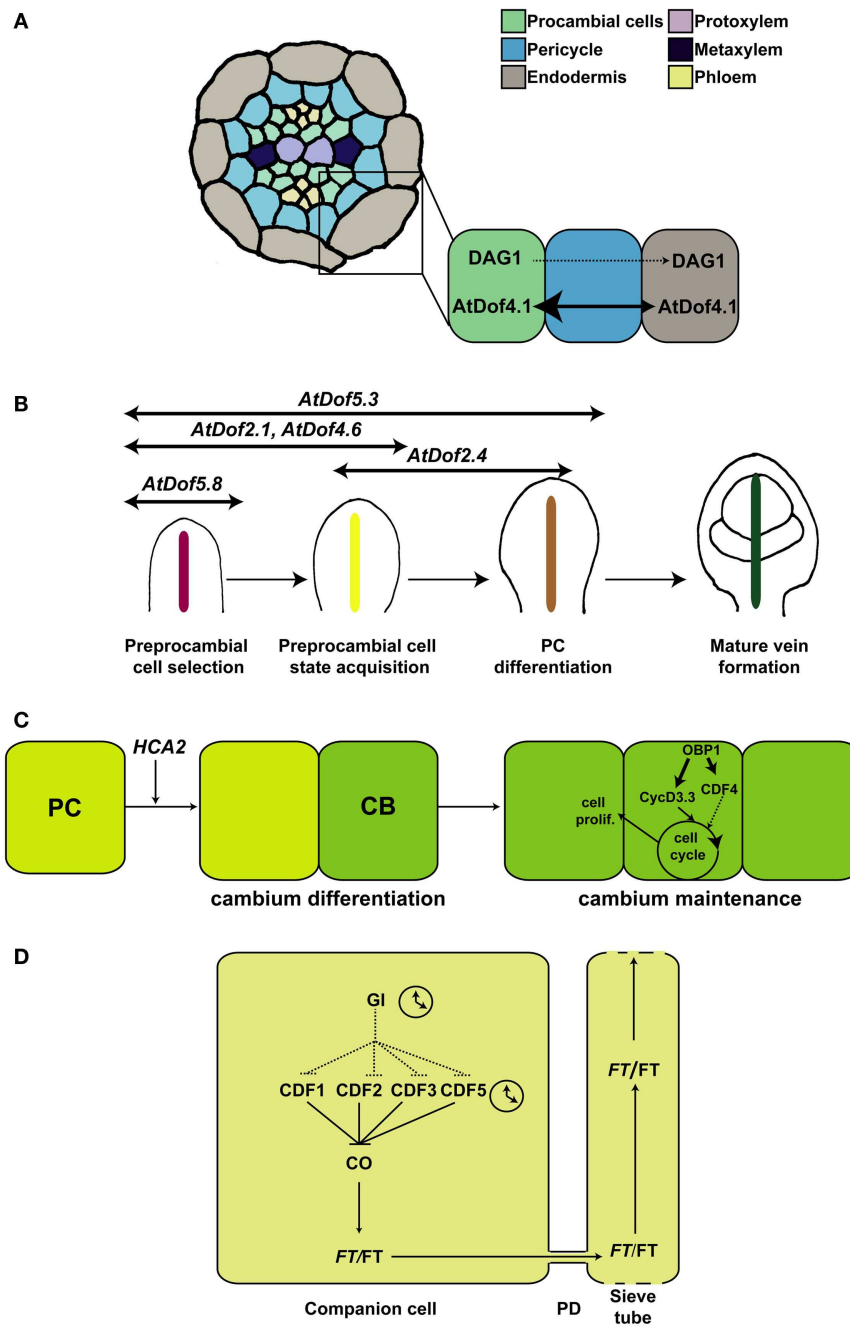 A
Procambial cells
Protoxylem
Pericycle
Metaxylem
Endodermis
Phloem
DAG1
DAG1
AtDof4.1
AtDof4.1
B
AtDof5.3
AtDof2.1, AtDof4.6
AtDof2.4
AtDof5.8
Preprocambial
cell selection
Preprocambial cell
state acquisition
PC
differentiation
Mature vein
formation
C
HCA2
PC
CB
OBP1
CycD3.3
CDF4
cell
prolif.
cell
cycle
cambium differentiation
cambium maintenance
D
GI
CDF1 CDF2 CDF3 CDF5
CO
FT/FT
FT/FT
FT/FT
Companion cell
PD
Sieve
tube